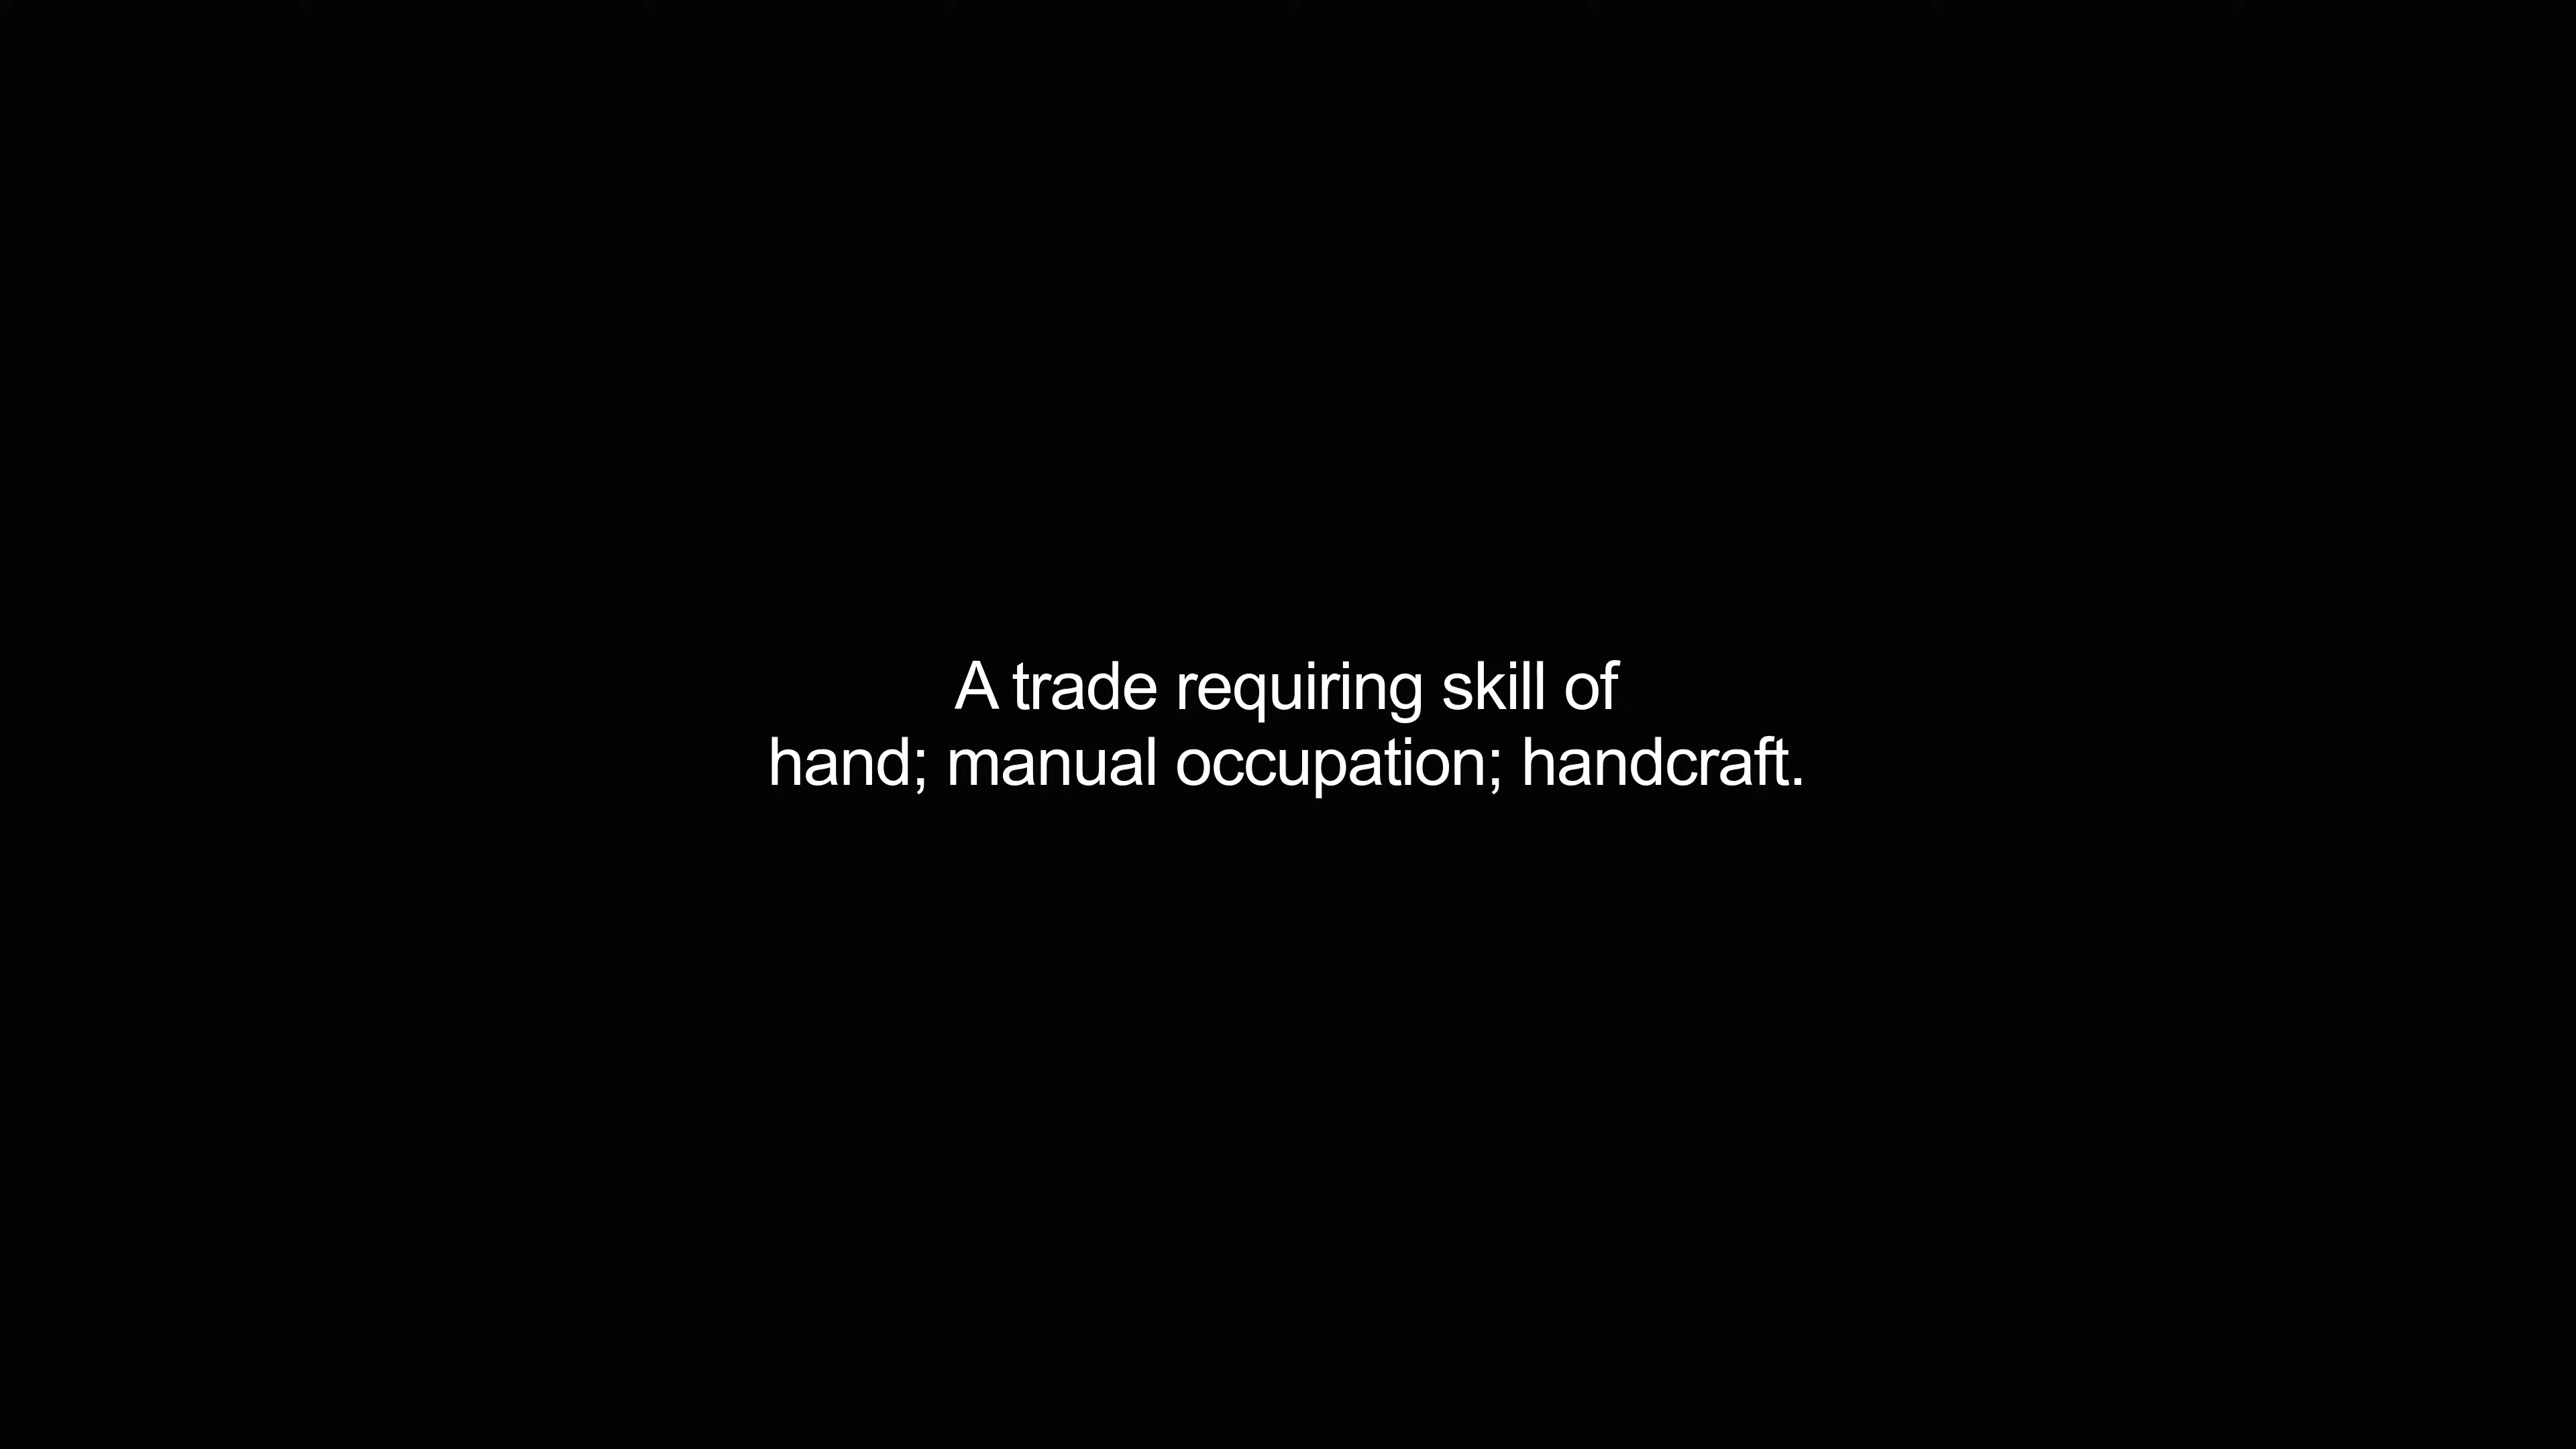 A trade requiring skill of
hand; manual occupation; handcraft.